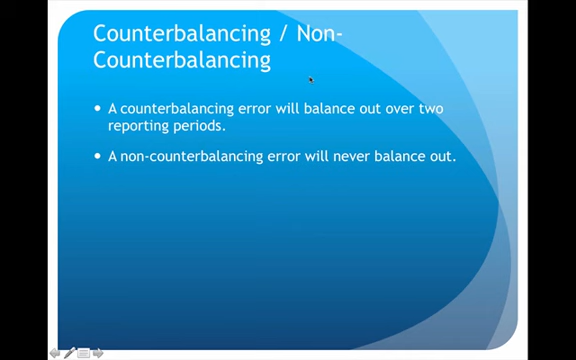 Counterbalancing / Non-
Counterbalancing
• A counterbalancing error will balance out over two
reporting periods.
• A non-counterbalancing error will never balance out.